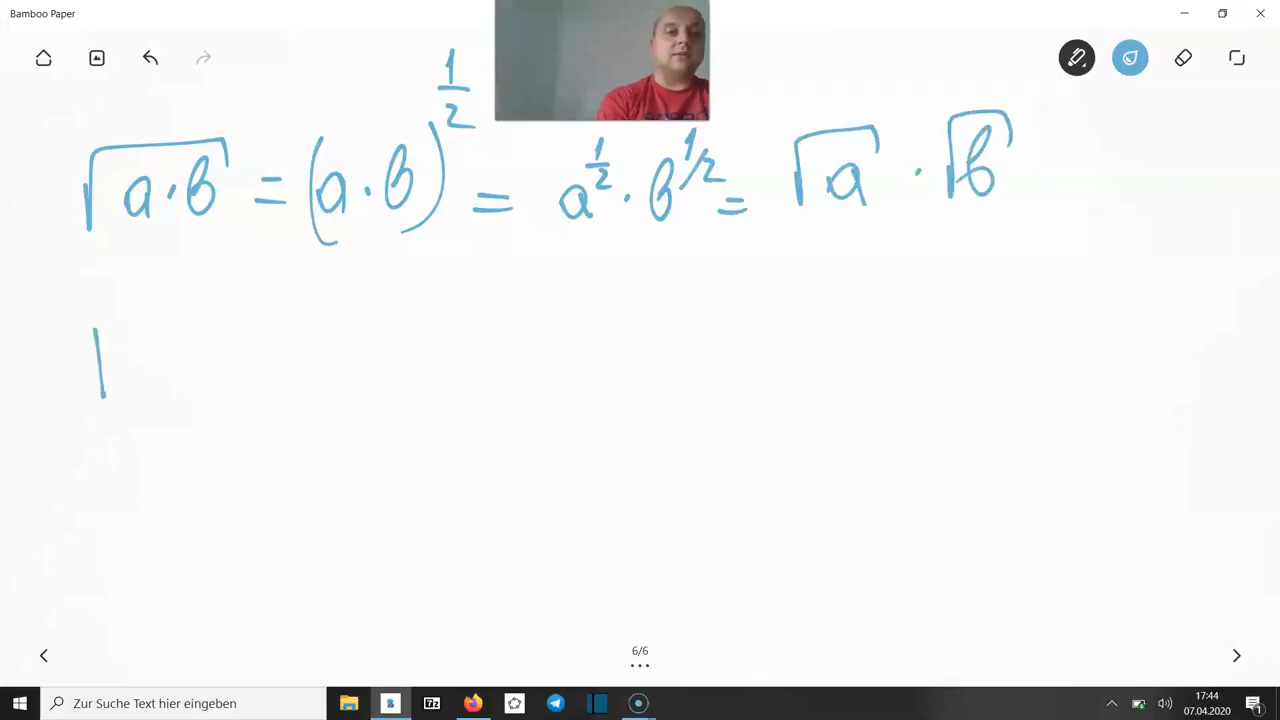 Bamboo Paper
√(a·b) = (a·b)^(1/2) = a^(1/2) · b^(1/2) = √a · √b
6/6
Zur Suche Text hier eingeben
17:44
07.04.2020